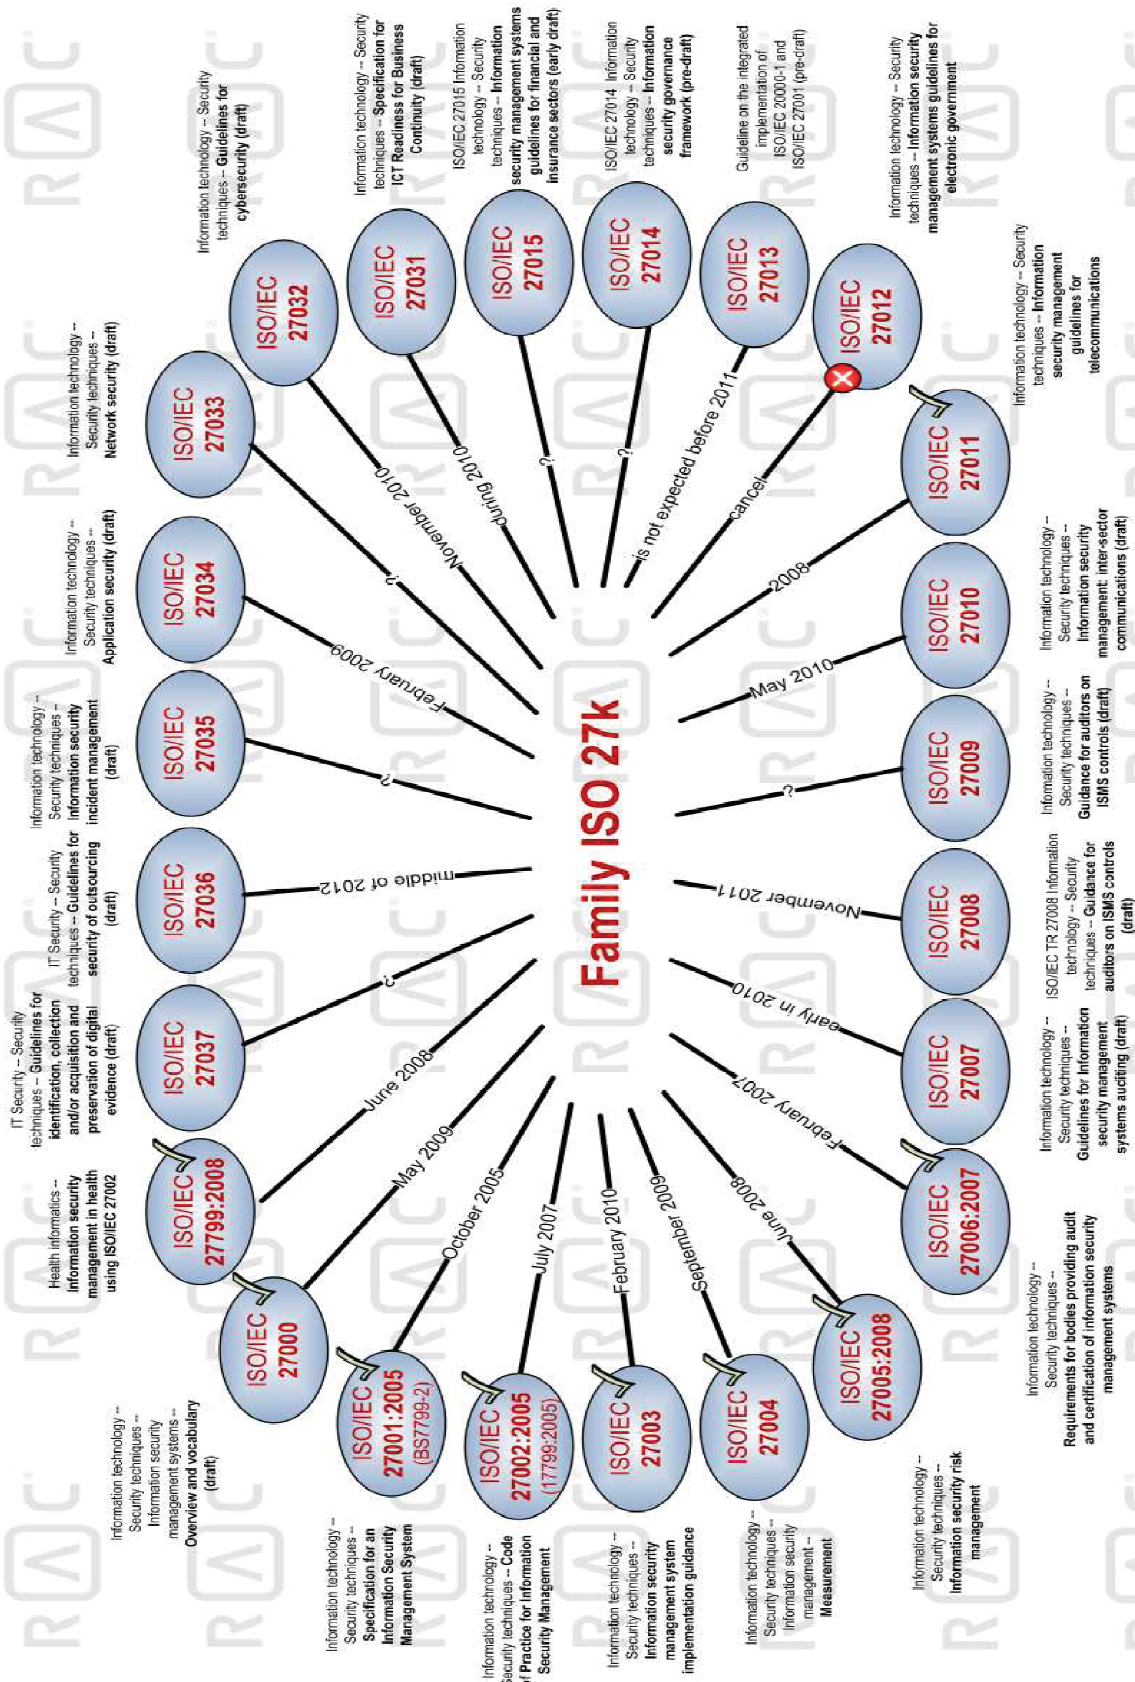 Family ISO 27k
Information technology --
Security techniques --
Information security
management systems --
Overview and vocabulary
(draft)
ISO/IEC
27000
May 2009
Information technology --
Security techniques --
Specification for an
Information Security
Management System
ISO/IEC
27001:2005
(BS7799-2)
October 2005
Information technology --
Security techniques -- Code
of Practice for Information
Security Management
ISO/IEC
27002:2005
(17799:2005)
July 2007
Information technology --
Security techniques --
Information security
management system
implementation guidance
ISO/IEC
27003
February 2010
Information technology --
Security techniques --
Information security
management --
Measurement
ISO/IEC
27004
September 2009
Information technology --
Security techniques --
Information security risk
management
ISO/IEC
27005:2008
June 2008
Information technology --
Security techniques --
Requirements for bodies providing audit
and certification of information security
management systems
ISO/IEC
27006:2007
February 2007
Information technology --
Security techniques --
Guidelines for Information
security management
systems auditing (draft)
ISO/IEC
27007
early in 2010
ISO/IEC TR 27008 Information
technology -- Security
techniques -- Guidance for
auditors on ISMS controls
(draft)
ISO/IEC
27008
November 2011
Information technology --
Security techniques --
Guidance for auditors on
ISMS controls (draft)
ISO/IEC
27009
?
Information technology --
Security techniques --
Information security
management: inter-sector
communications (draft)
ISO/IEC
27010
May 2010
Information technology -- Security
techniques -- Information
security management
guidelines for
telecommunications
ISO/IEC
27011
2008
Information technology -- Security
techniques -- Information security
management systems guidelines for
electronic government
ISO/IEC
27012
X
cancel
Guideline on the integrated
implementation of
ISO/IEC 20000-1 and
ISO/IEC 27001 (pre-draft)
ISO/IEC
27013
is not expected before 2011
ISO/IEC 27014 Information
technology -- Security
techniques -- Information
security governance
framework (pre-draft)
ISO/IEC
27014
?
ISO/IEC 27015 Information
technology -- Security
techniques -- Information
security management systems
guidelines for financial and
insurance sectors (early draft)
ISO/IEC
27015
?
Information technology -- Security
techniques -- Specification for
ICT Readiness for Business
Continuity (draft)
ISO/IEC
27031
during 2010
Information technology -- Security
techniques -- Guidelines for
cybersecurity (draft)
ISO/IEC
27032
November 2010
Information technology --
Security techniques --
Network security (draft)
ISO/IEC
27033
?
Information technology --
Security techniques --
Application security (draft)
ISO/IEC
27034
February 2009
Information technology --
Security techniques --
Information security
incident management
(draft)
ISO/IEC
27035
?
IT Security -- Security
techniques -- Guidelines for
security of outsourcing
(draft)
ISO/IEC
27036
middle of 2012
IT Security -- Security
techniques -- Guidelines for
identification, collection
and/or acquisition and
preservation of digital
evidence (draft)
ISO/IEC
27037
?
Health informatics --
Information security
management in health
using ISO/IEC 27002
ISO/IEC
27799:2008
June 2008